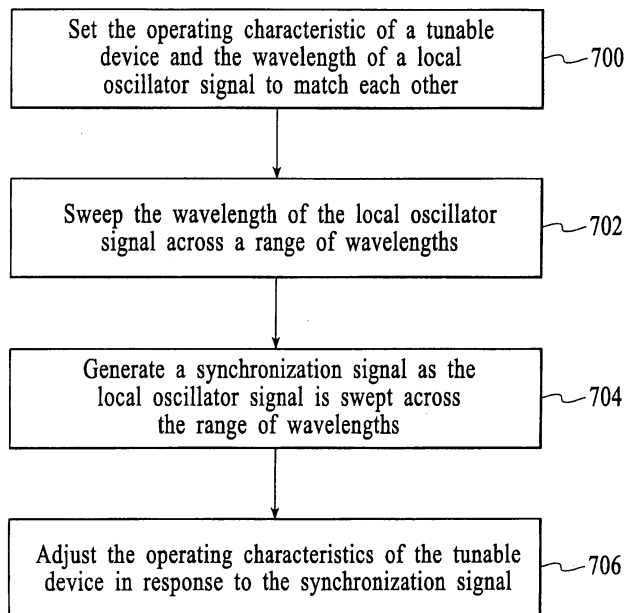 Set the operating characteristic of a tunable
device and the wavelength of a local
oscillator signal to match each other
700
Sweep the wavelength of the local oscillator
signal across a range of wavelengths
702
Generate a synchronization signal as the
local oscillator signal is swept across
the range of wavelengths
704
Adjust the operating characteristics of the tunable
device in response to the synchronization signal
706